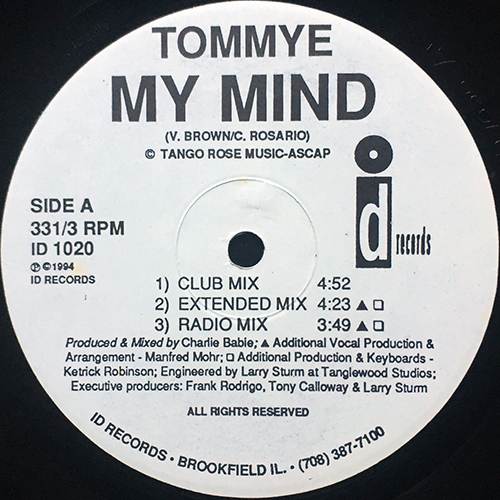 TOMMYE
MY MIND
(V. BROWN/C. ROSARIO)
© TANGO ROSE MUSIC-ASCAP
id records
SIDE A
331/3 RPM
ID 1020
℗ © 1994
ID RECORDS
1) CLUB MIX 4:52
2) EXTENDED MIX 4:23 ▲ ❑
3) RADIO MIX 3:49 ▲ ❑
Produced & Mixed by Charlie Babie; ▲ Additional Vocal Production &
Arrangement - Manfred Mohr; ❑ Additional Production & Keyboards -
Ketrick Robinson; Engineered by Larry Sturm at Tanglewood Studios;
Executive producers: Frank Rodrigo, Tony Calloway & Larry Sturm
ALL RIGHTS RESERVED
ID RECORDS • BROOKFIELD IL. • (708) 387-7100